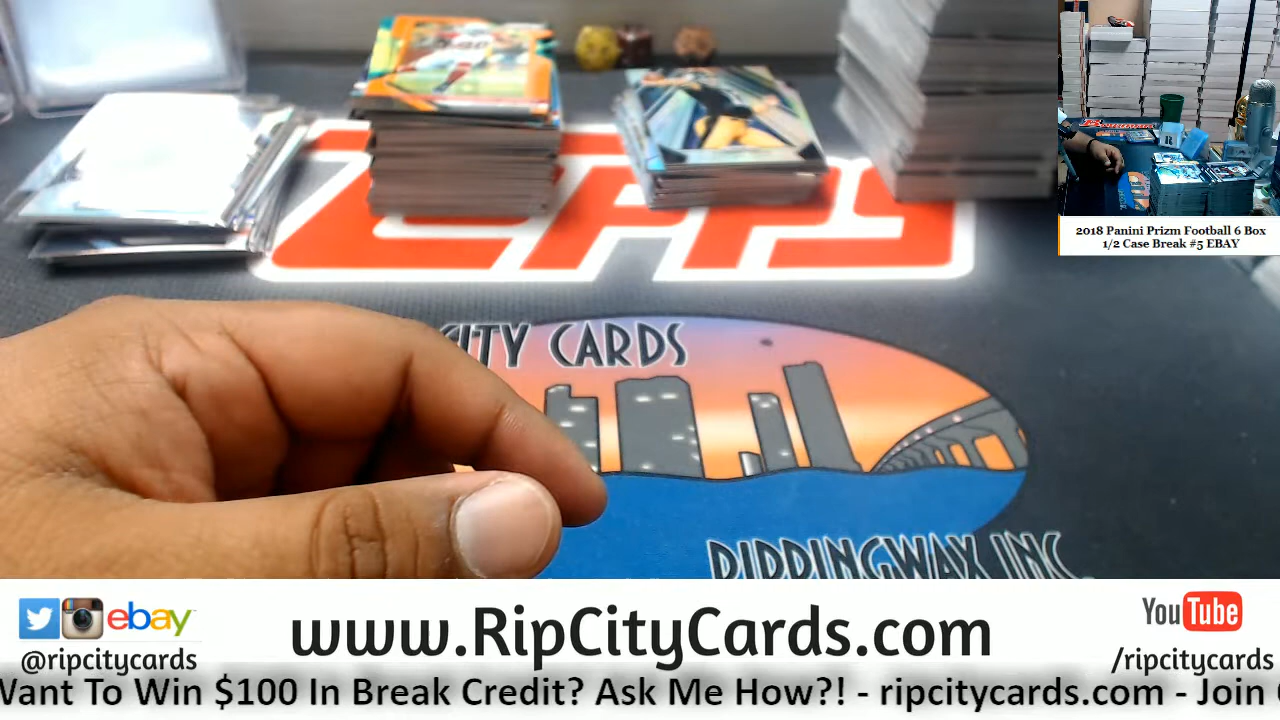 2018 Panini Prizm Football 6 Box
1/2 Case Break #5 EBAY
CITY CARDS
RIPPINGWAX INC.
ebay
@ripcitycards
www.RipCityCards.com
YouTube
/ripcitycards
Want To Win $100 In Break Credit? Ask Me How?! - ripcitycards.com - Join